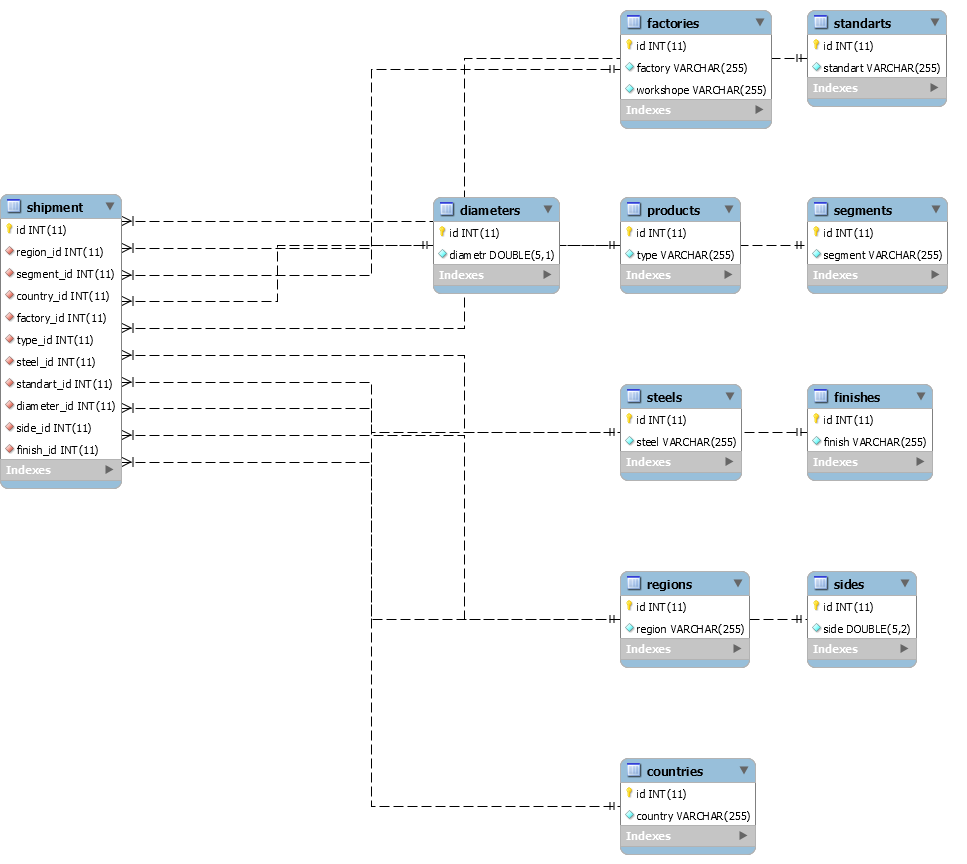 factories
id INT(11)
factory VARCHAR(255)
workshope VARCHAR(255)
Indexes
standarts
id INT(11)
standart VARCHAR(255)
Indexes
shipment
id INT(11)
region_id INT(11)
segment_id INT(11)
country_id INT(11)
factory_id INT(11)
type_id INT(11)
steel_id INT(11)
standart_id INT(11)
diameter_id INT(11)
side_id INT(11)
finish_id INT(11)
Indexes
diameters
id INT(11)
diametr DOUBLE(5,1)
Indexes
products
id INT(11)
type VARCHAR(255)
Indexes
segments
id INT(11)
segment VARCHAR(255)
Indexes
steels
id INT(11)
steel VARCHAR(255)
Indexes
finishes
id INT(11)
finish VARCHAR(255)
Indexes
regions
id INT(11)
region VARCHAR(255)
Indexes
sides
id INT(11)
side DOUBLE(5,2)
Indexes
countries
id INT(11)
country VARCHAR(255)
Indexes